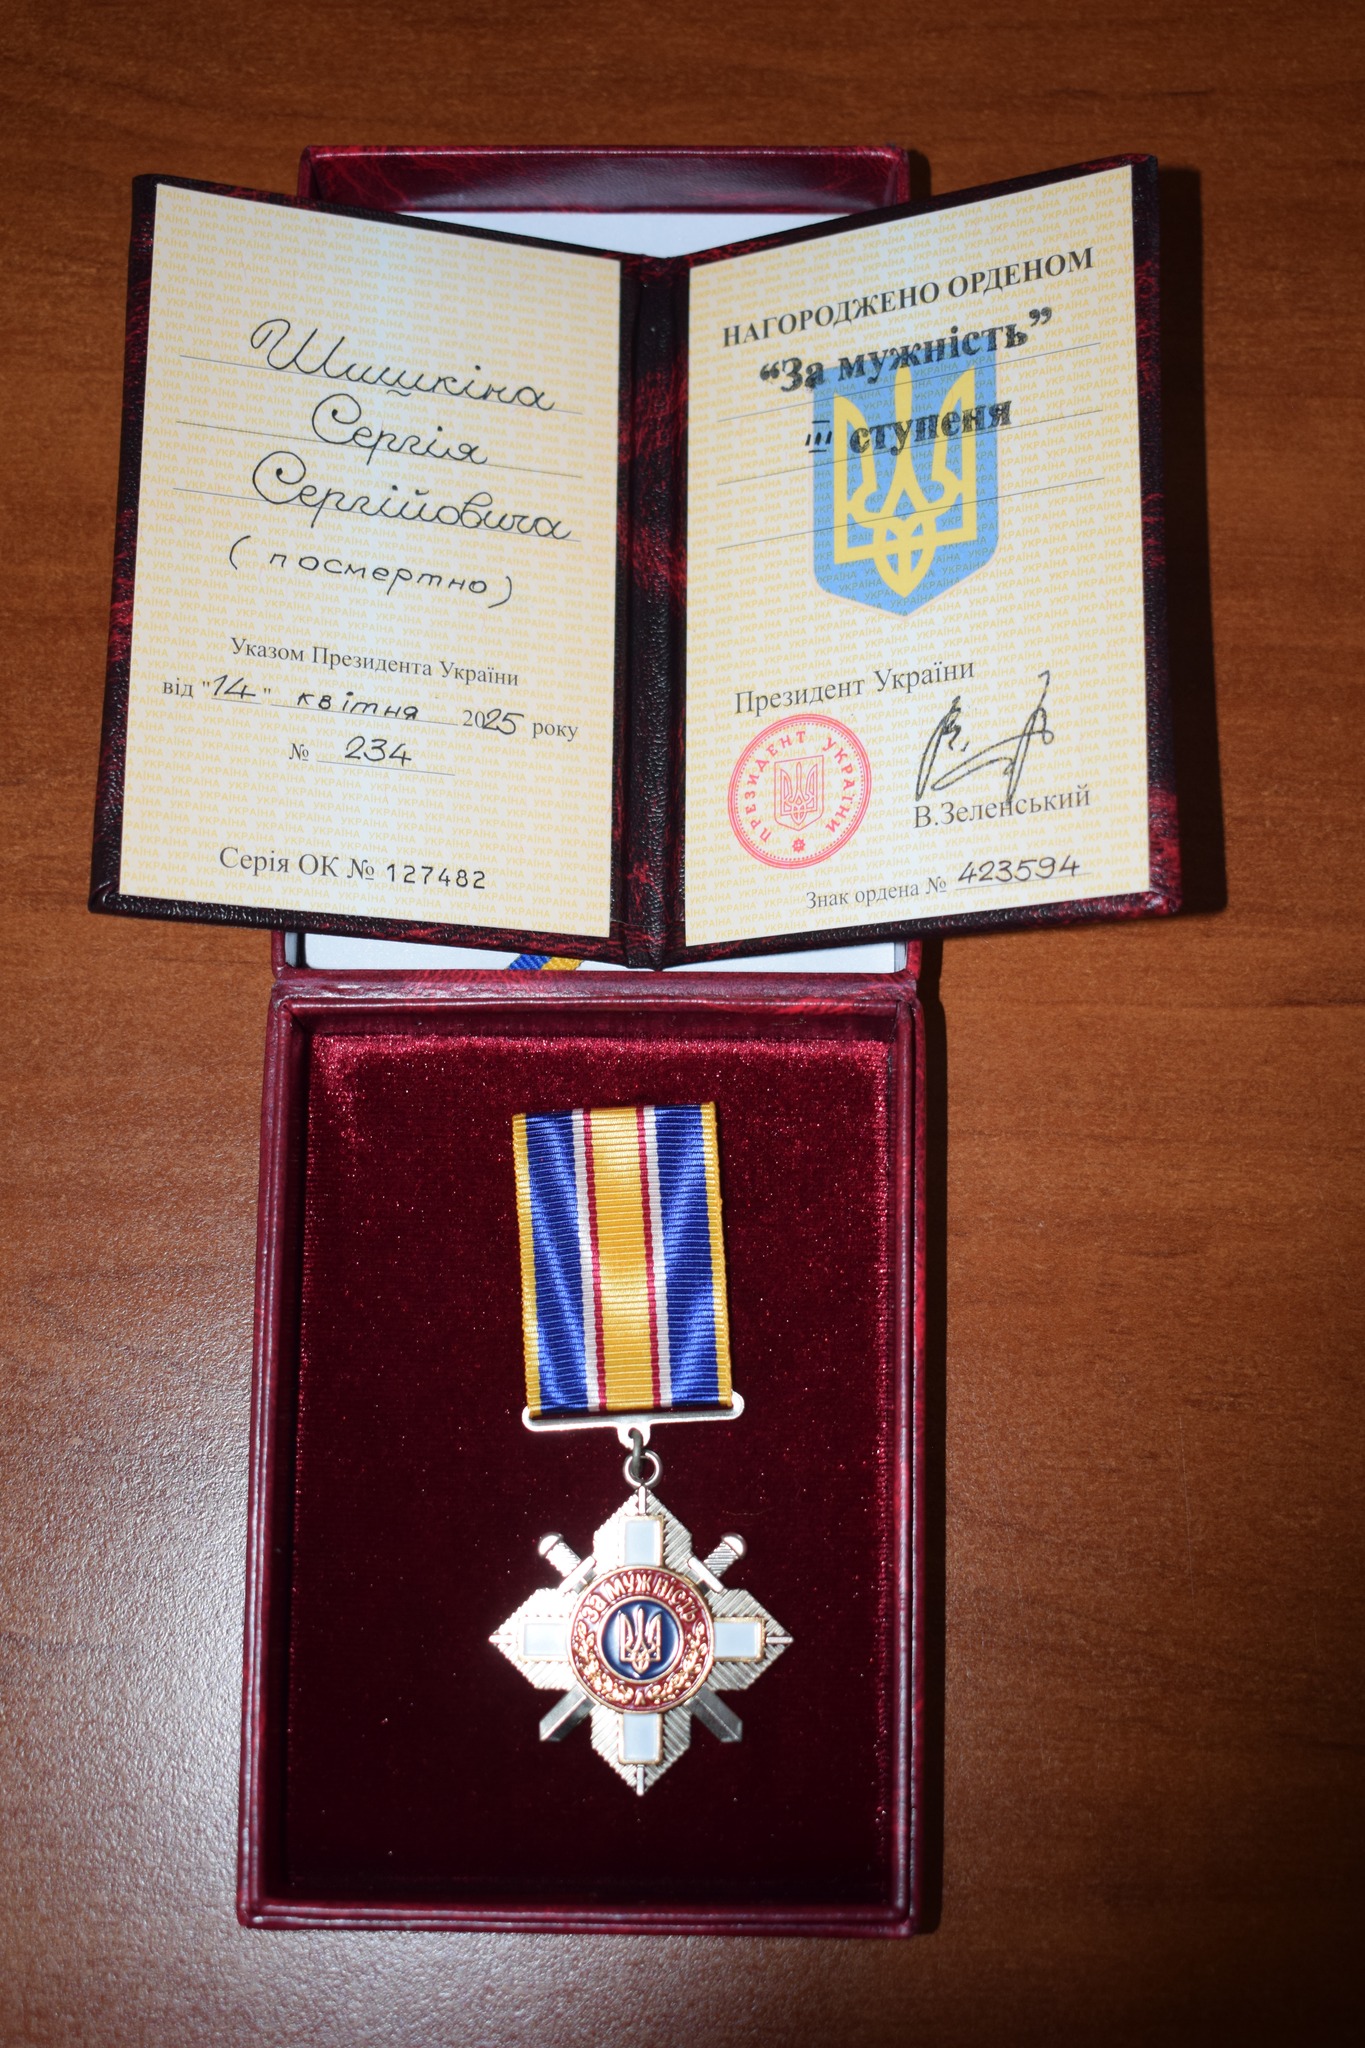 Шишкіна
Сергія
Сергійовича
(посмертно)
Указом Президента України
від "14" квітня 2025 року
№ 234
Серія ОК № 127482
НАГОРОДЖЕНО ОРДЕНОМ
“За мужність”
III ступеня
Президент України
ПРЕЗИДЕНТ УКРАЇНИ
В.Зеленський
Знак ордена № 423594
ЗА МУЖНІСТЬ